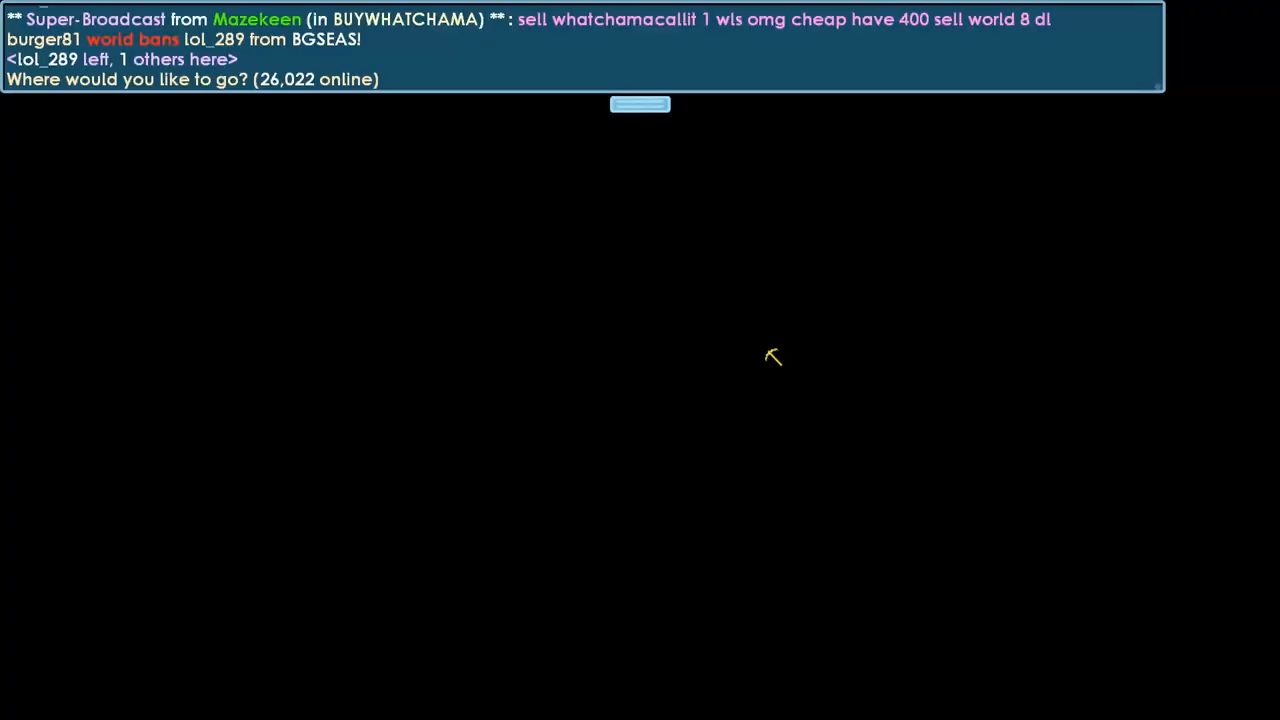 ** Super-Broadcast from Mazekeen (in BUYWHATCHAMA) ** : sell whatchamacallit 1 wls omg cheap have 400 sell world 8 dl
burger81 world bans lol_289 from BGSEAS!
<lol_289 left, 1 others here>
Where would you like to go? (26,022 online)